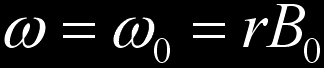 ω = ω₀ = rB₀